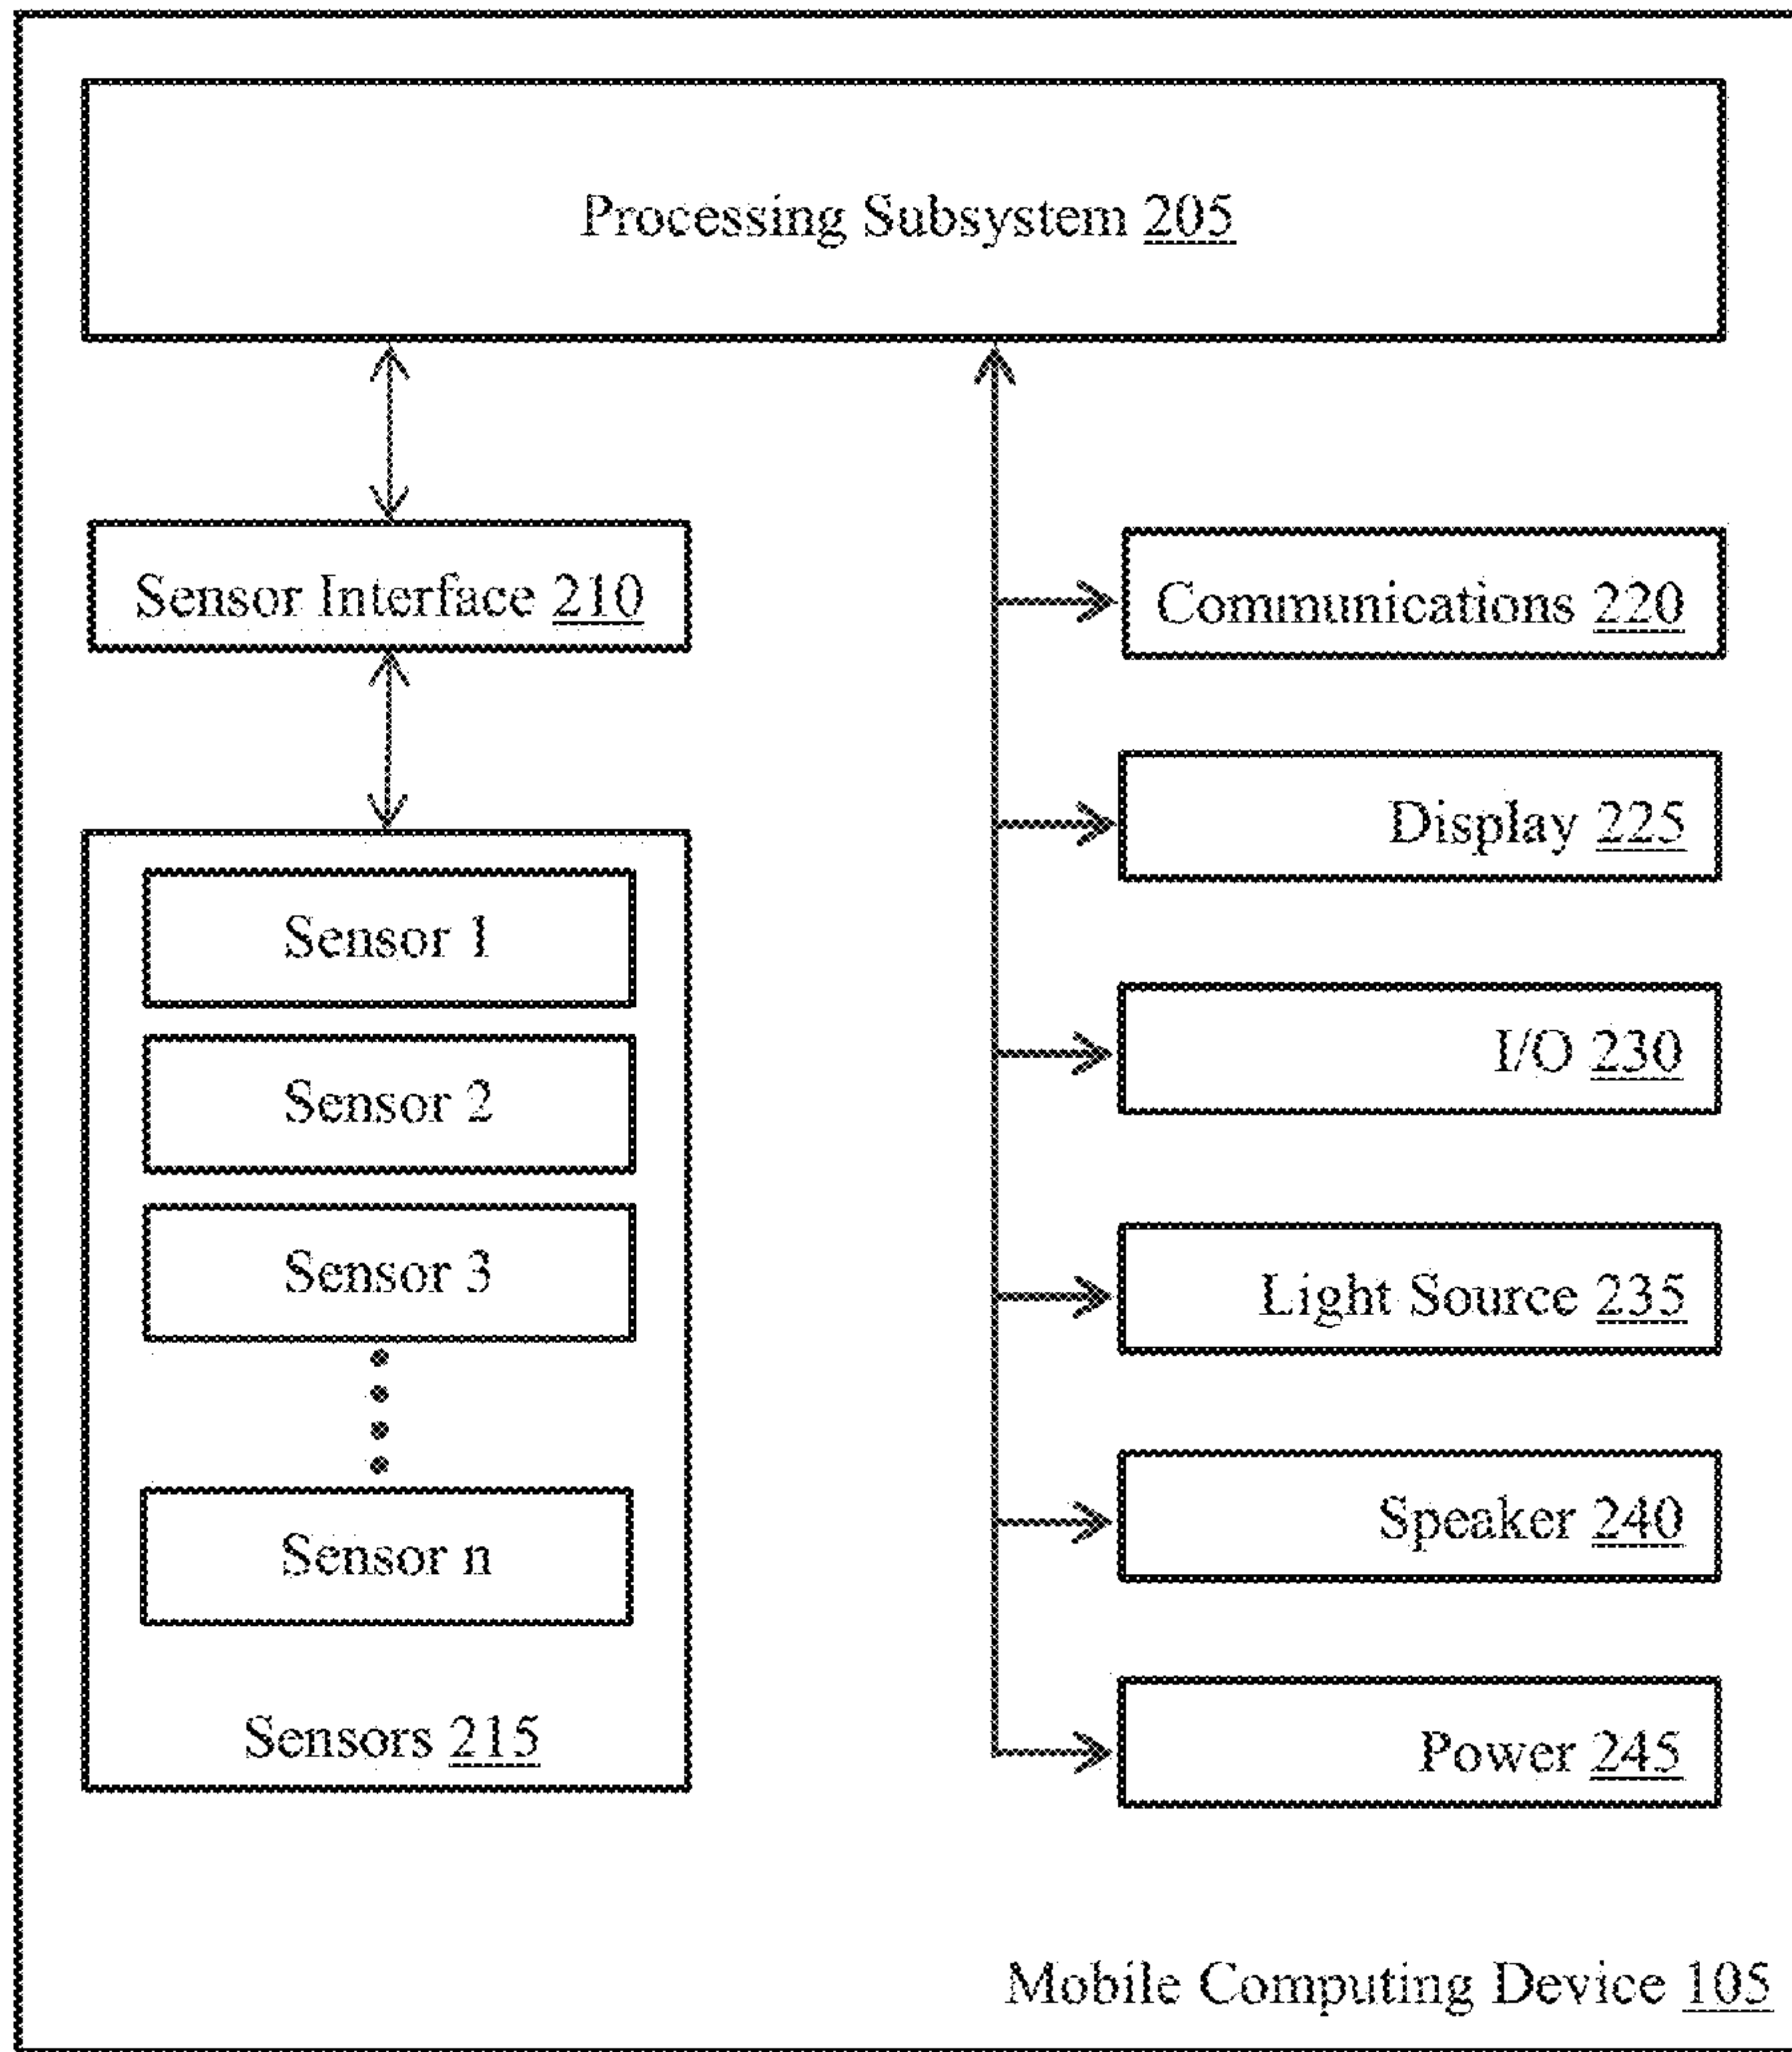 Processing Subsystem 205
Sensor Interface 210
Communications 220
Display 225
Sensor 1
I/O 230
Sensor 2
Sensor 3
Light Source 235
Speaker 240
Sensor n
Sensors 215
Power 245
Mobile Computing Device 105